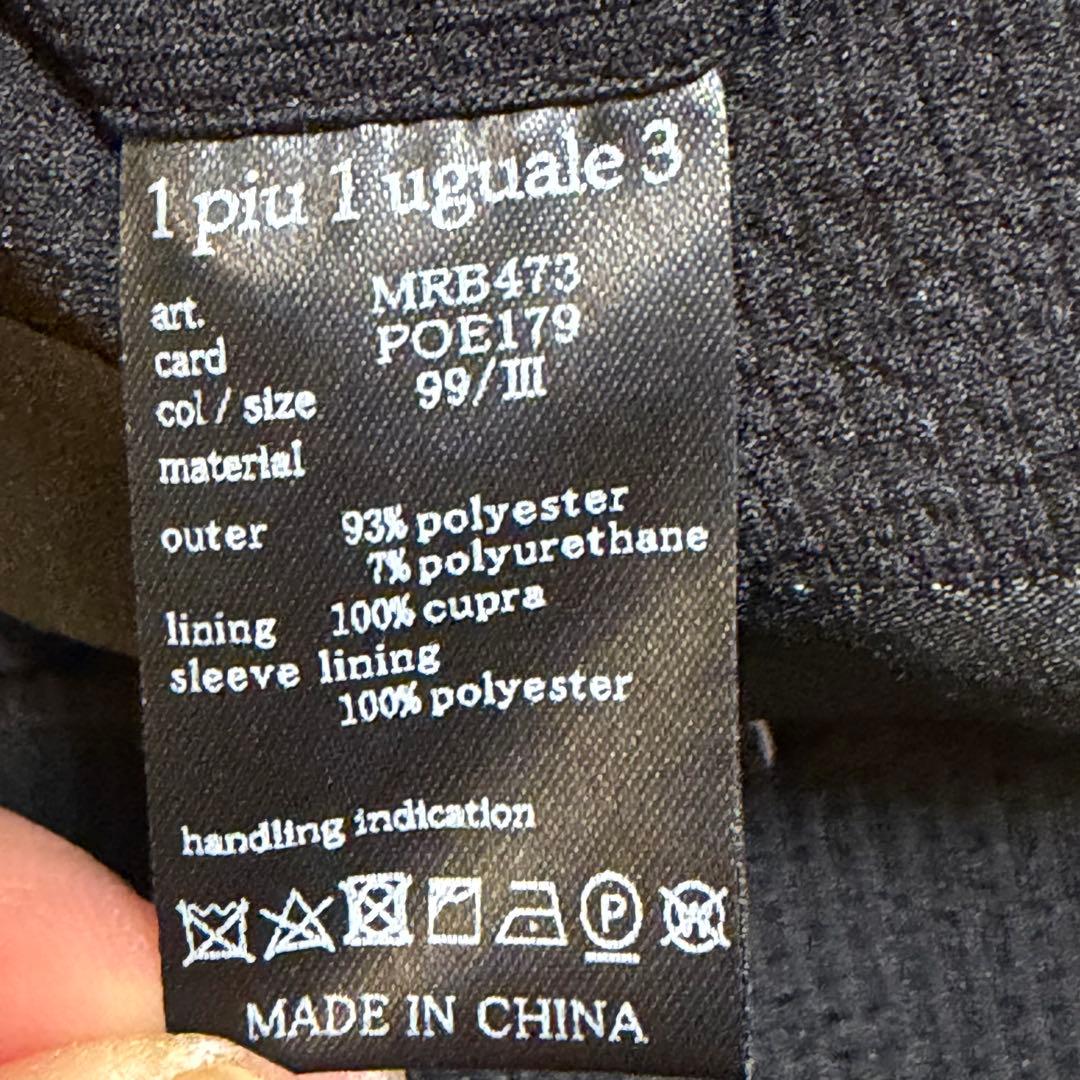 1 piu 1 uguale 3
art. MRB473
card POE179
col / size 99/III
material
outer 93% polyester
7% polyurethane
lining 100% cupra
sleeve lining
100% polyester
handling indication
P W
MADE IN CHINA